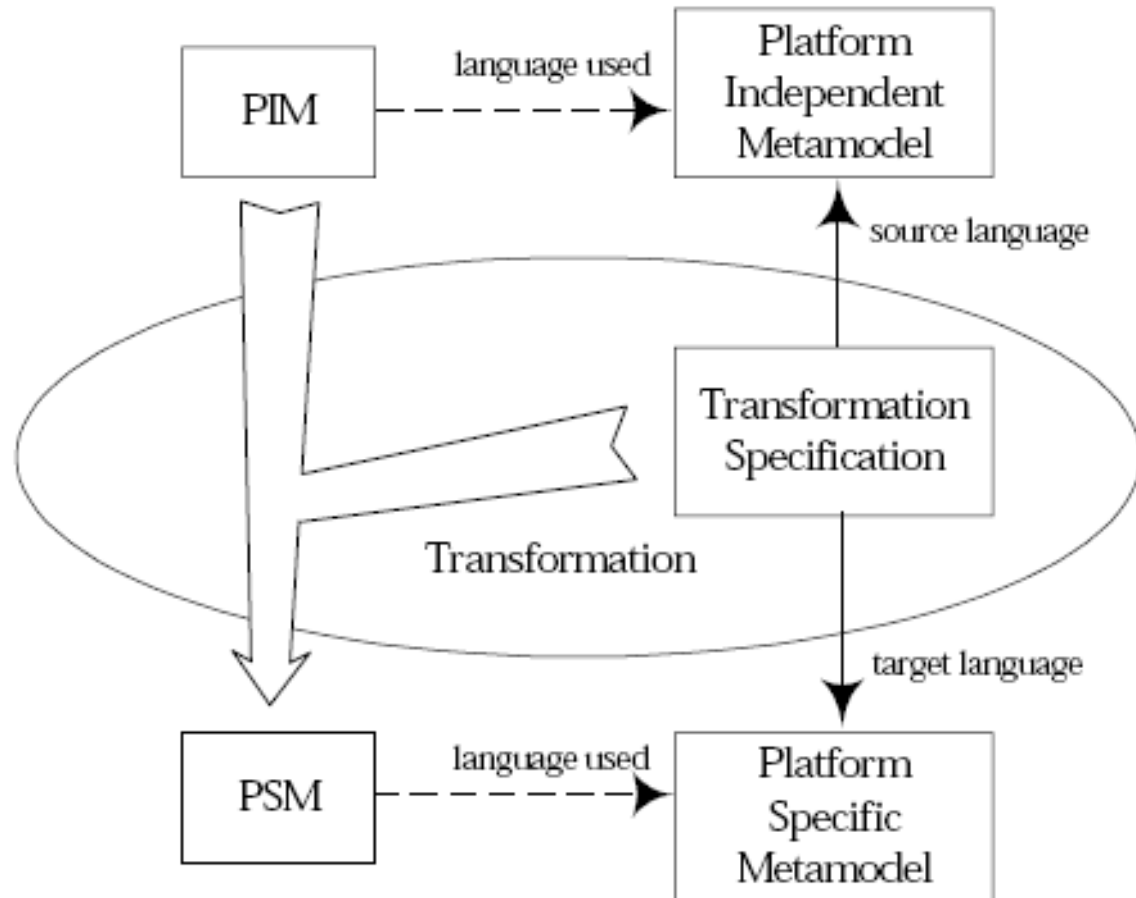 PIM
language used
Platform
Independent
Metamodel
source language
Transformation
Specification
Transformation
target language
PSM
language used
Platform
Specific
Metamodel